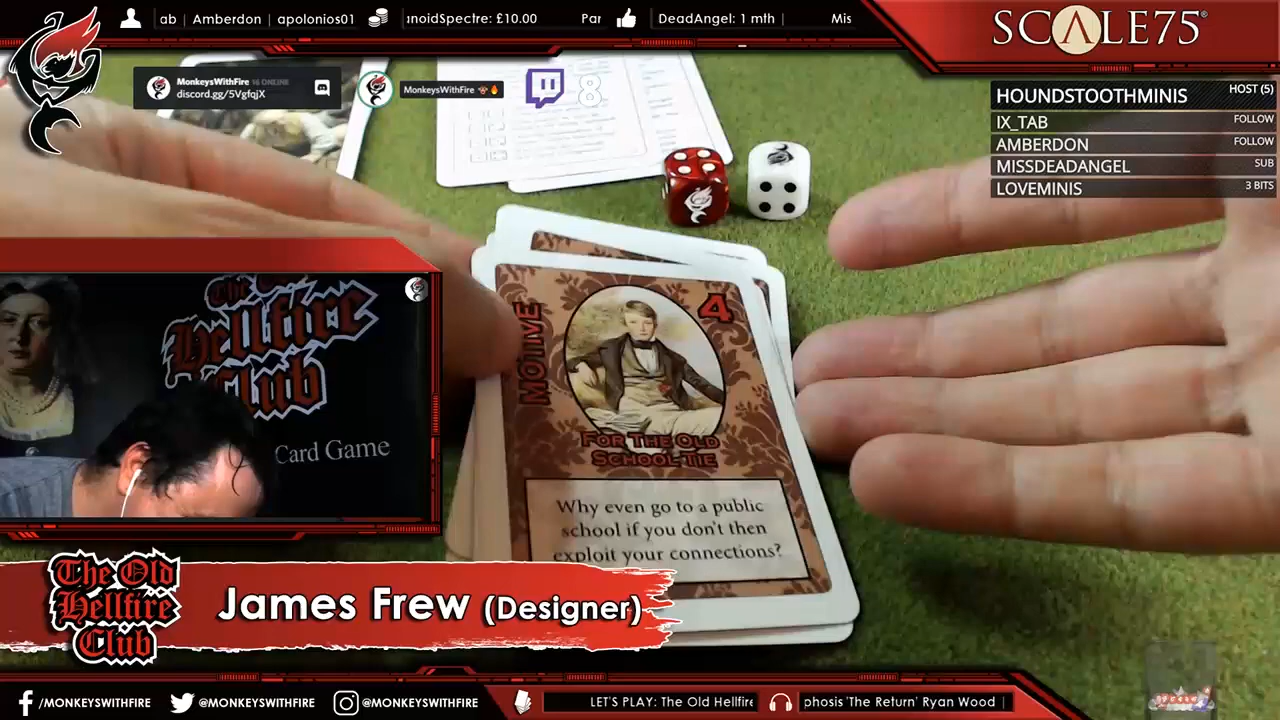 ab | Amberdon | apolonios01
:noidSpectre: £10.00 Par
DeadAngel: 1 mth | Mis
SCALE75®
MonkeysWithFire 16 ONLINE
discord.gg/5VgfqjX
MonkeysWithFire
8
HOUNDSTOOTHMINIS HOST (5)
IX_TAB FOLLOW
AMBERDON FOLLOW
MISSDEADANGEL SUB
LOVEMINIS 3 BITS
The
Hellfire
Club
Card Game
MOTIVE
4
FOR THE OLD
SCHOOL TIE
Why even go to a public
school if you don't then
exploit your connections?
The Old
Hellfire
Club
James Frew (Designer)
/MONKEYSWITHFIRE
@MONKEYSWITHFIRE
@MONKEYSWITHFIRE
LET'S PLAY: The Old Hellfire
phosis 'The Return' Ryan Wood |